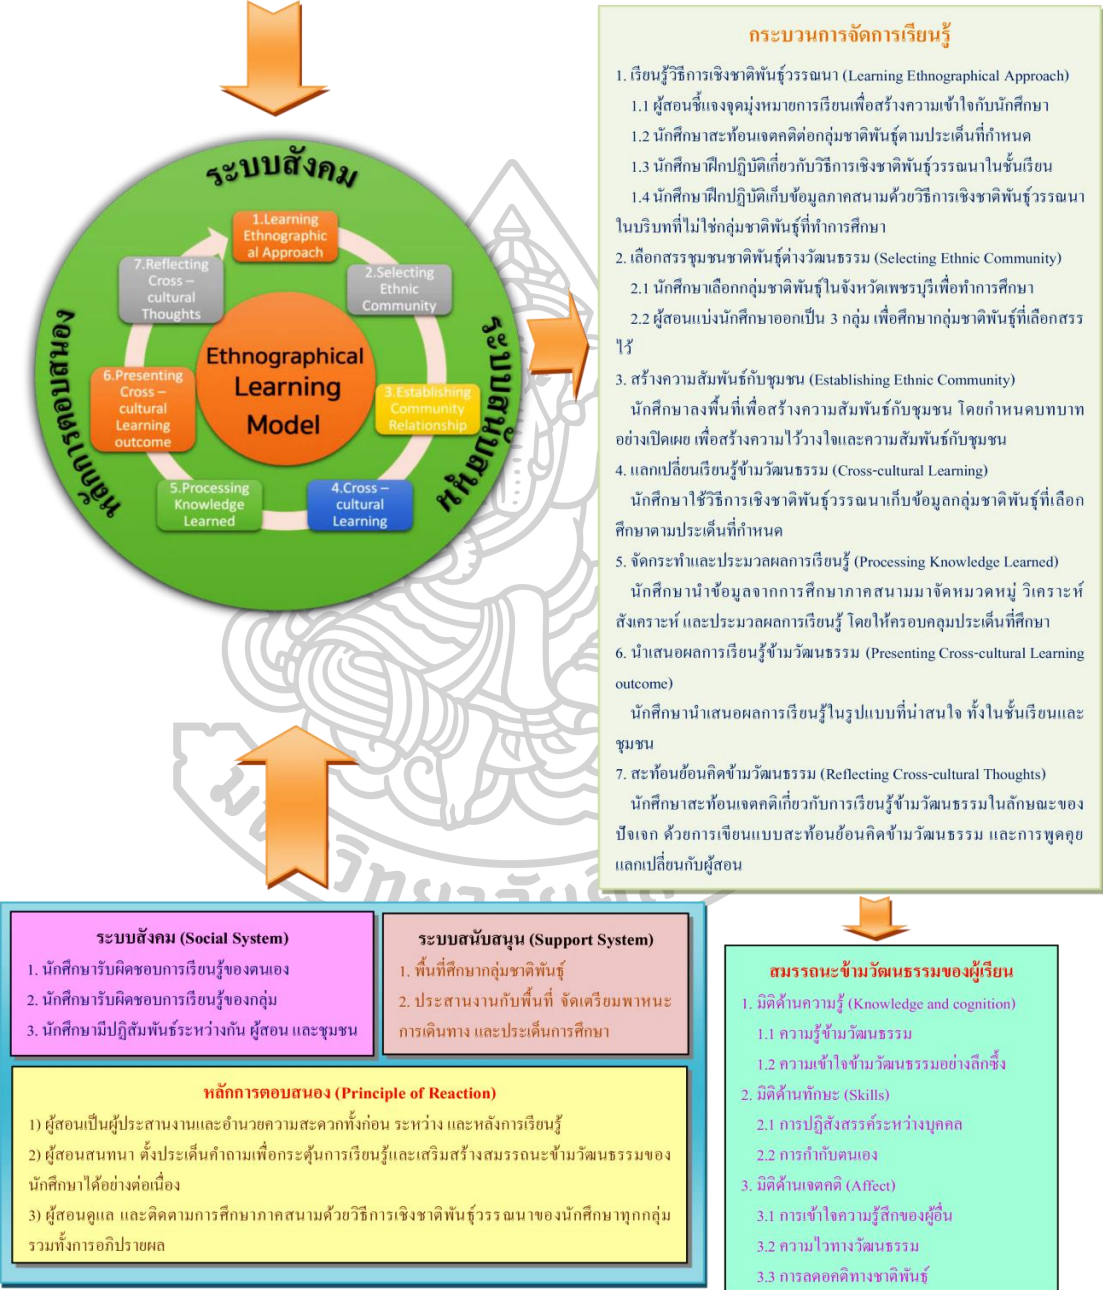 ระบบสังคม
ระบบสนับสนุน
หลักการตอบสนอง
1.Learning
Ethnographic
al Approach
2.Selecting
Ethnic
Community
3.Establishing
Community
Relationship
4.Cross –
cultural
Learning
5.Processing
Knowledge
Learned
6.Presenting
Cross –
cultural
Learning
outcome
7.Reflecting
Cross –
cultural
Thoughts
Ethnographical
Learning
Model
กระบวนการจัดการเรียนรู้
1. เรียนรู้วิธีการเชิงชาติพันธุ์วรรณนา (Learning Ethnographical Approach)
1.1 ผู้สอนชี้แจงจุดมุ่งหมายการเรียนเพื่อสร้างความเข้าใจกับนักศึกษา
1.2 นักศึกษาสะท้อนเจตคติต่อกลุ่มชาติพันธุ์ตามประเด็นที่กำหนด
1.3 นักศึกษาฝึกปฏิบัติเกี่ยวกับวิธีการเชิงชาติพันธุ์วรรณนาในชั้นเรียน
1.4 นักศึกษาฝึกปฏิบัติเก็บข้อมูลภาคสนามด้วยวิธีการเชิงชาติพันธุ์วรรณนา
ในบริบทที่ไม่ใช่กลุ่มชาติพันธุ์ที่ทำการศึกษา
2. เลือกสรรชุมชนชาติพันธุ์ต่างวัฒนธรรม (Selecting Ethnic Community)
2.1 นักศึกษาเลือกกลุ่มชาติพันธุ์ในจังหวัดเพชรบุรีเพื่อทำการศึกษา
2.2 ผู้สอนแบ่งนักศึกษาออกเป็น 3 กลุ่ม เพื่อศึกษากลุ่มชาติพันธุ์ที่เลือกสรร
ไว้
3. สร้างความสัมพันธ์กับชุมชน (Establishing Ethnic Community)
นักศึกษาลงพื้นที่เพื่อสร้างความสัมพันธ์กับชุมชน โดยกำหนดบทบาท
อย่างเปิดเผย เพื่อสร้างความไว้วางใจและความสัมพันธ์กับชุมชน
4. แลกเปลี่ยนเรียนรู้ข้ามวัฒนธรรม (Cross-cultural Learning)
นักศึกษาใช้วิธีการเชิงชาติพันธุ์วรรณนาเก็บข้อมูลกลุ่มชาติพันธุ์ที่เลือก
ศึกษาตามประเด็นที่กำหนด
5. จัดกระทำและประมวลผลการเรียนรู้ (Processing Knowledge Learned)
นักศึกษานำข้อมูลจากการศึกษาภาคสนามมาจัดหมวดหมู่ วิเคราะห์
สังเคราะห์ และประมวลผลการเรียนรู้ โดยให้ครอบคลุมประเด็นที่ศึกษา
6. นำเสนอผลการเรียนรู้ข้ามวัฒนธรรม (Presenting Cross-cultural Learning
outcome)
นักศึกษานำเสนอผลการเรียนรู้ในรูปแบบที่น่าสนใจ ทั้งในชั้นเรียนและ
ชุมชน
7. สะท้อนย้อนคิดข้ามวัฒนธรรม (Reflecting Cross-cultural Thoughts)
นักศึกษาสะท้อนเจตคติเกี่ยวกับการเรียนรู้ข้ามวัฒนธรรมในลักษณะของ
ปัจเจก ด้วยการเขียนแบบสะท้อนย้อนคิดข้ามวัฒนธรรม และการพูดคุย
แลกเปลี่ยนกับผู้สอน
ระบบสังคม (Social System)
1. นักศึกษารับผิดชอบการเรียนรู้ของตนเอง
2. นักศึกษารับผิดชอบการเรียนรู้ของกลุ่ม
3. นักศึกษามีปฏิสัมพันธ์ระหว่างกัน ผู้สอน และชุมชน
ระบบสนับสนุน (Support System)
1. พื้นที่ศึกษากลุ่มชาติพันธุ์
2. ประสานงานกับพื้นที่ จัดเตรียมพาหนะ
การเดินทาง และประเด็นการศึกษา
หลักการตอบสนอง (Principle of Reaction)
1) ผู้สอนเป็นผู้ประสานงานและอำนวยความสะดวกทั้งก่อน ระหว่าง และหลังการเรียนรู้
2) ผู้สอนสนทนา ตั้งประเด็นคำถามเพื่อกระตุ้นการเรียนรู้และเสริมสร้างสมรรถนะข้ามวัฒนธรรมของ
นักศึกษาได้อย่างต่อเนื่อง
3) ผู้สอนดูแล และติดตามการศึกษาภาคสนามด้วยวิธีการเชิงชาติพันธุ์วรรณนาของนักศึกษาทุกกลุ่ม
รวมทั้งการอภิปรายผล
สมรรถนะข้ามวัฒนธรรมของผู้เรียน
1. มิติด้านความรู้ (Knowledge and cognition)
1.1 ความรู้ข้ามวัฒนธรรม
1.2 ความเข้าใจข้ามวัฒนธรรมอย่างลึกซึ้ง
2. มิติด้านทักษะ (Skills)
2.1 การปฏิสังสรรค์ระหว่างบุคคล
2.2 การกำกับตนเอง
3. มิติด้านเจตคติ (Affect)
3.1 การเข้าใจความรู้สึกของผู้อื่น
3.2 ความไวทางวัฒนธรรม
3.3 การลดอคติทางชาติพันธุ์